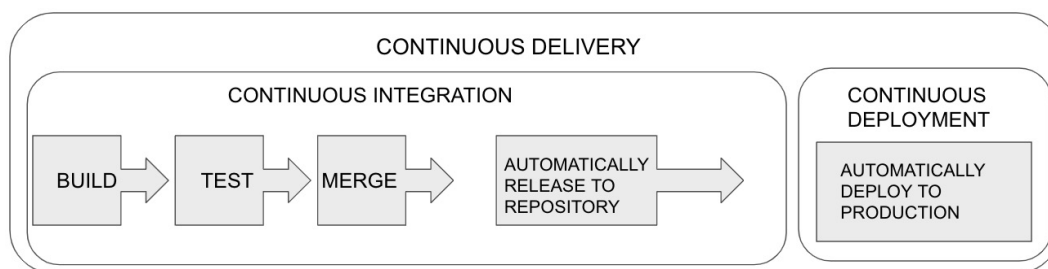 CONTINUOUS DELIVERY
CONTINUOUS INTEGRATION
BUILD
TEST
MERGE
AUTOMATICALLY
RELEASE TO
REPOSITORY
CONTINUOUS
DEPLOYMENT
AUTOMATICALLY
DEPLOY TO
PRODUCTION